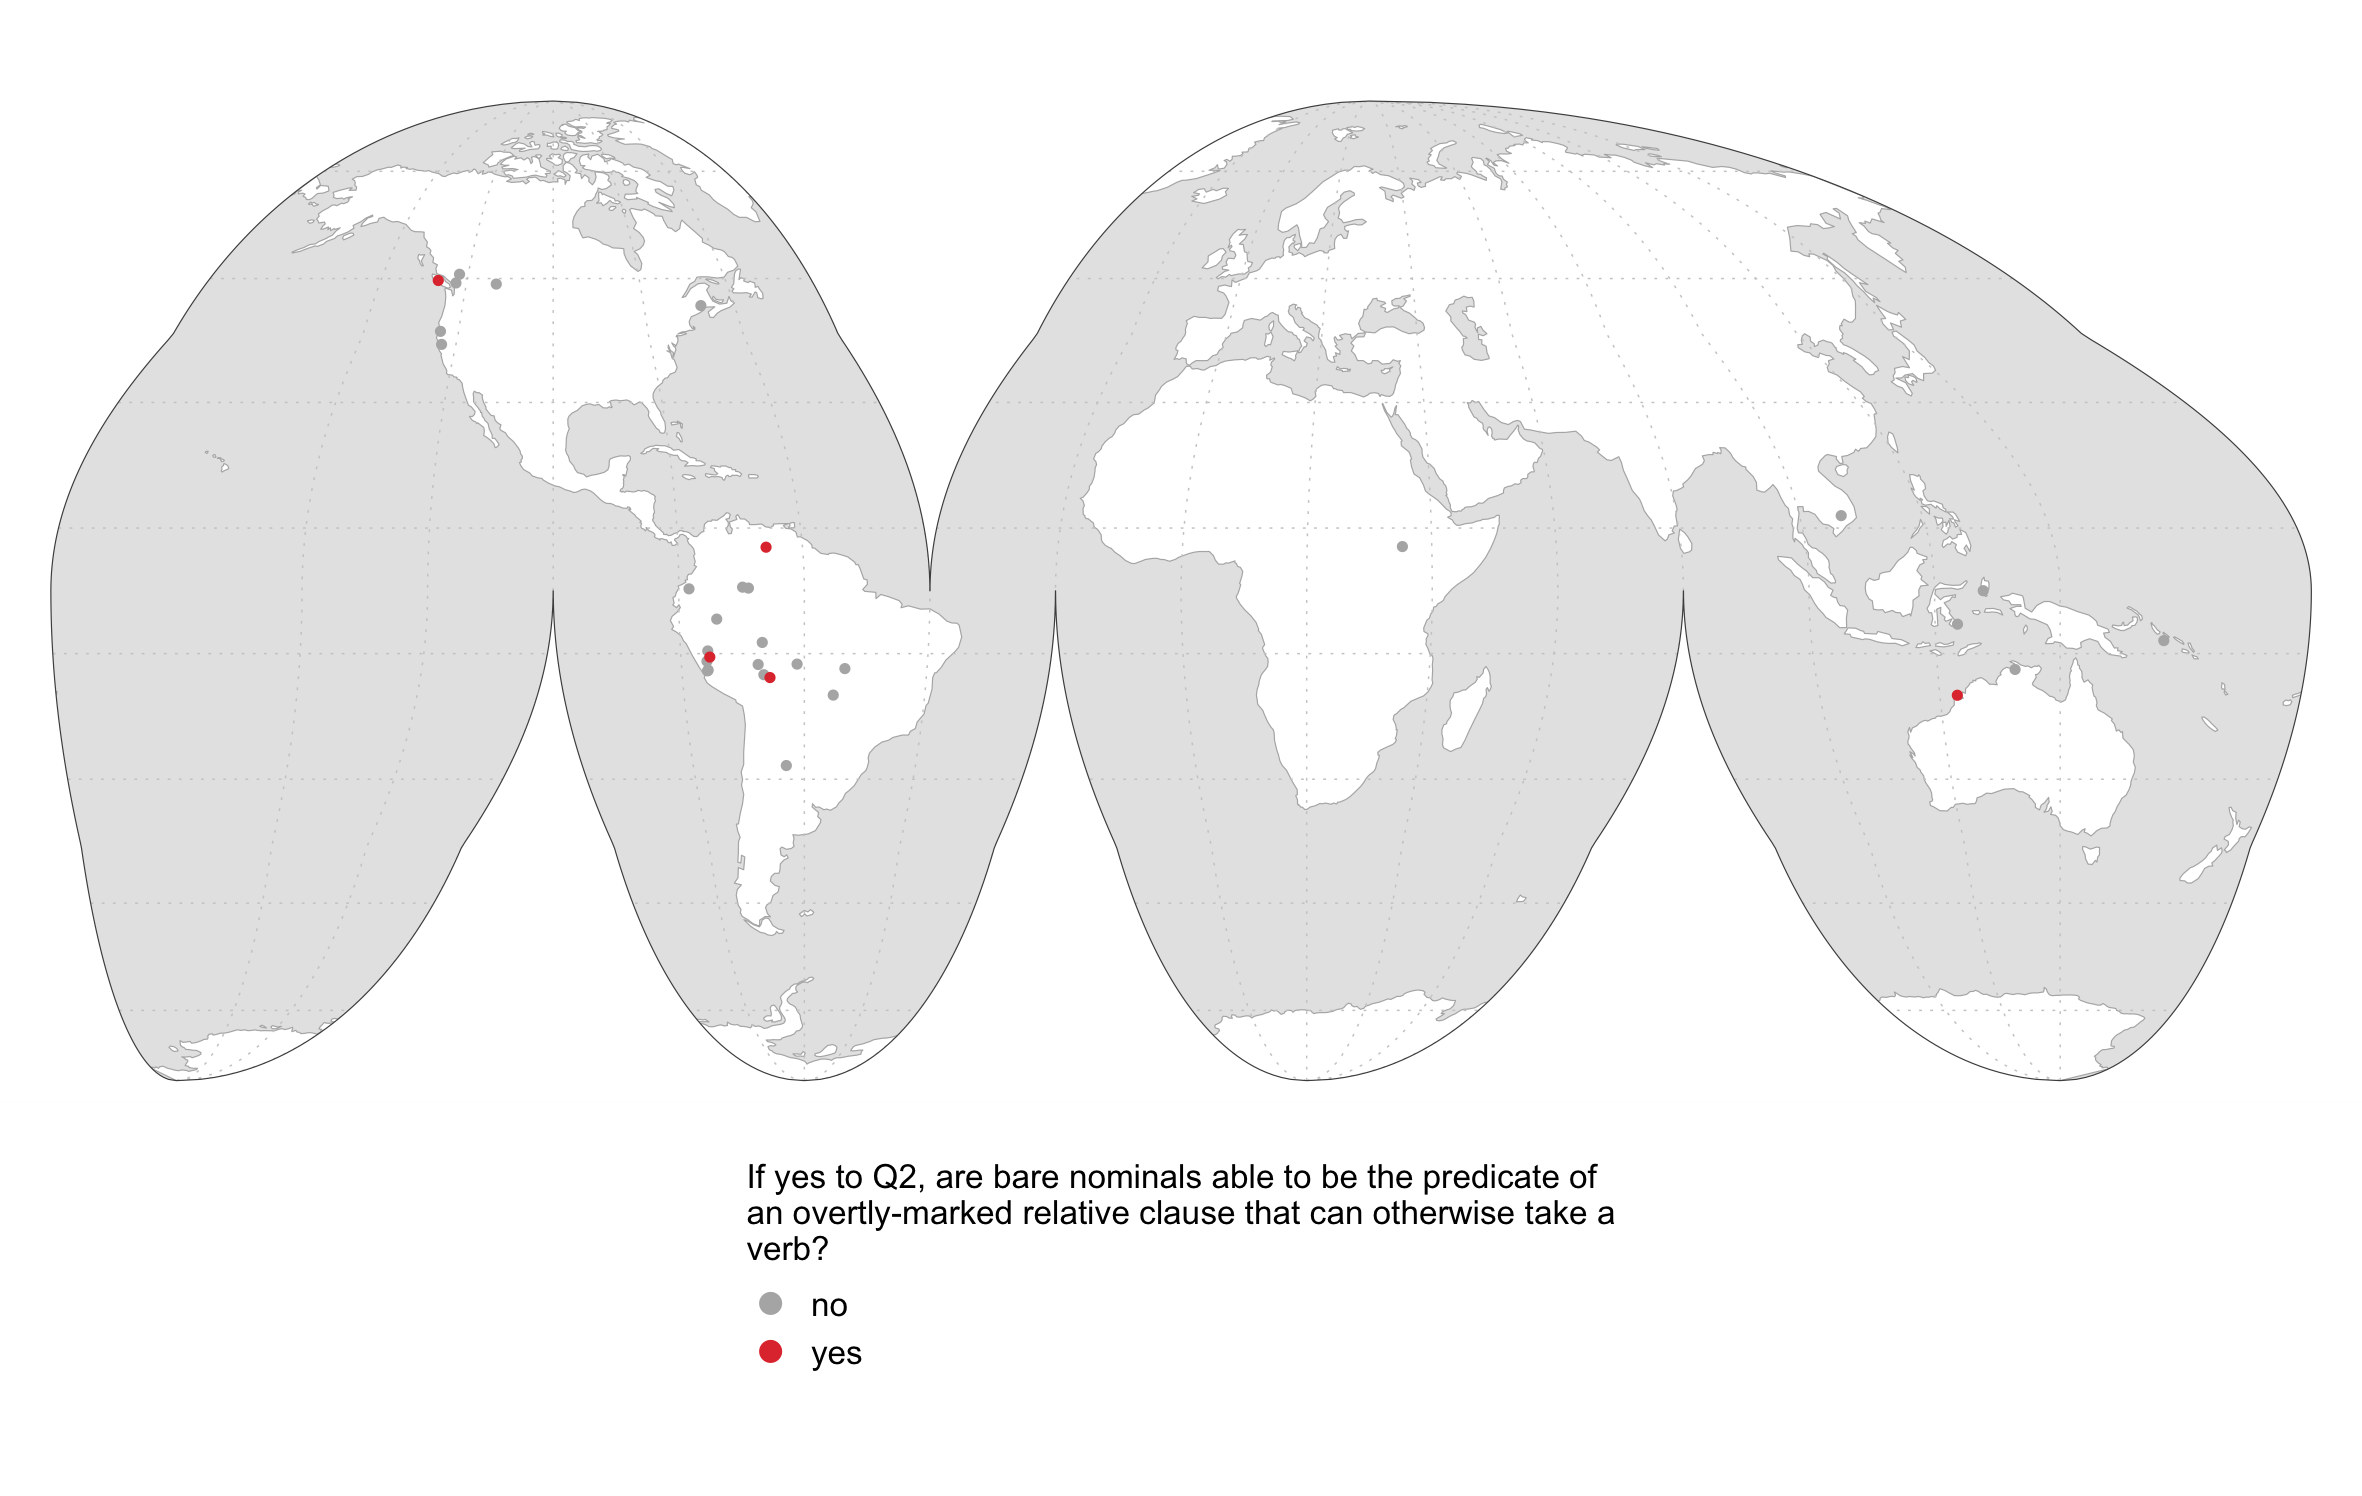 If yes to Q2, are bare nominals able to be the predicate of
an overtly-marked relative clause that can otherwise take a
verb?
no
yes